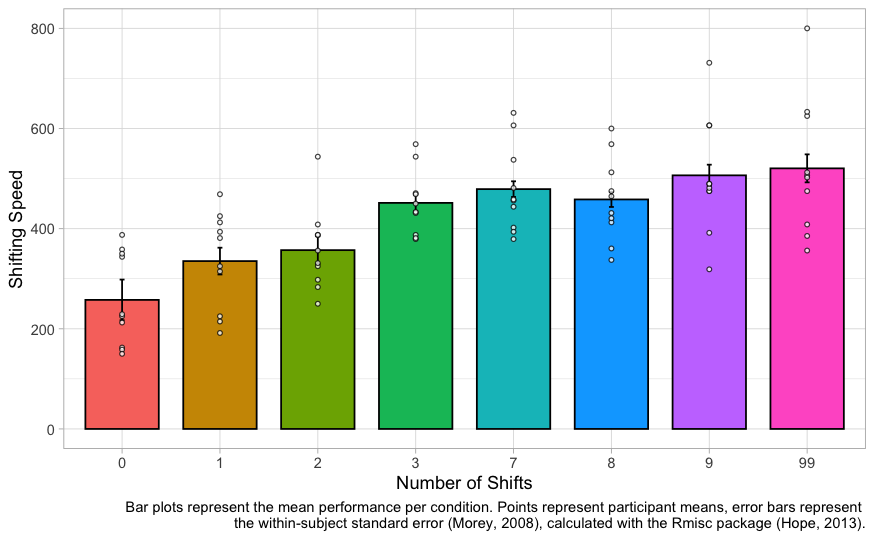 800
600
400
200
0
Shifting Speed
0 1 2 3 7 8 9 99
Number of Shifts
Bar plots represent the mean performance per condition. Points represent participant means, error bars represent
the within-subject standard error (Morey, 2008), calculated with the Rmisc package (Hope, 2013).